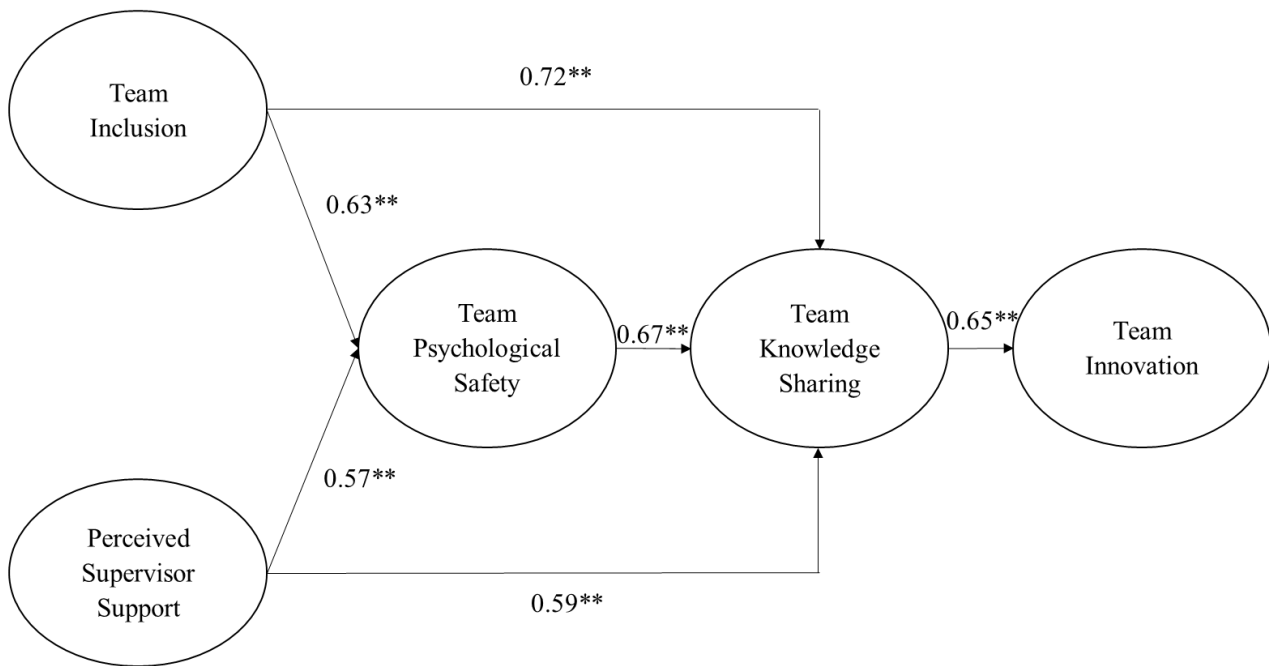 Team
Inclusion
0.72**
0.63**
Team
Psychological
Safety
0.67**
Team
Knowledge
Sharing
0.65**
Team
Innovation
0.57**
Perceived
Supervisor
Support
0.59**